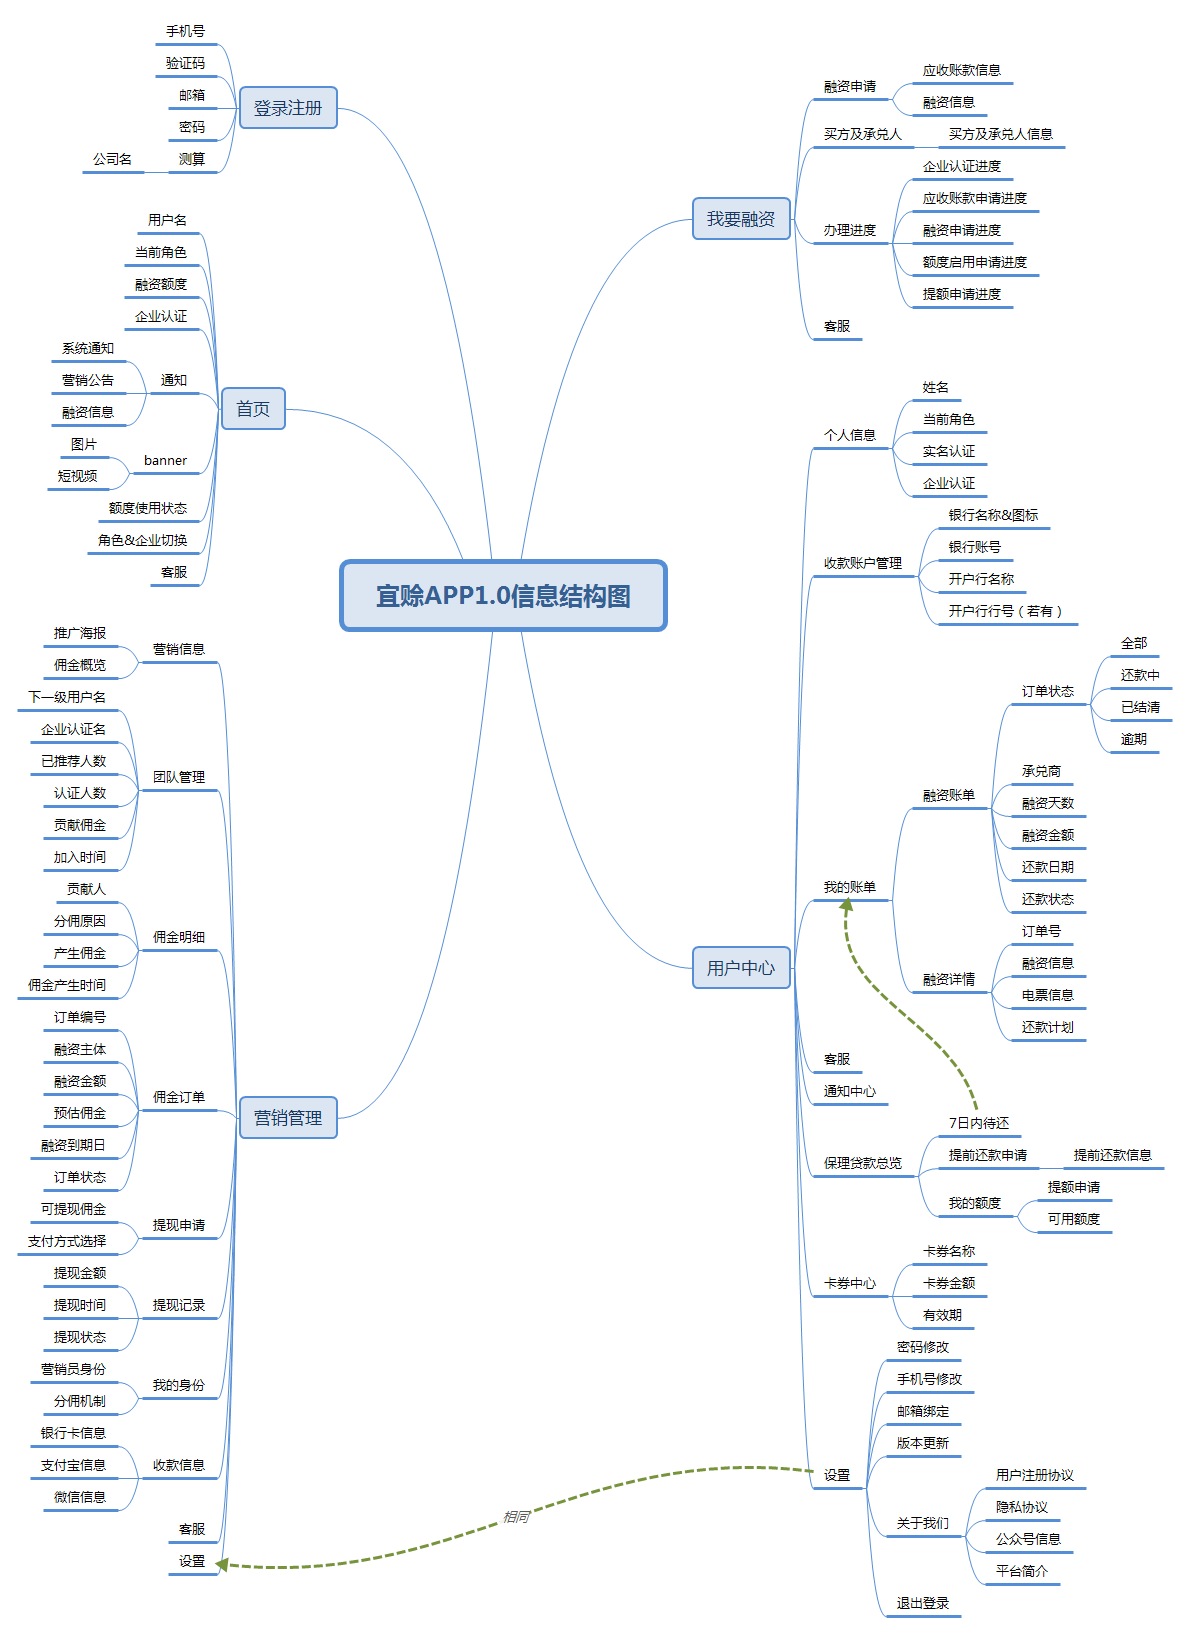 宜赊APP1.0信息结构图
登录注册
手机号
验证码
邮箱
密码
测算
公司名
首页
用户名
当前角色
融资额度
企业认证
通知
系统通知
营销公告
融资信息
banner
图片
短视频
额度使用状态
角色&企业切换
客服
营销管理
营销信息
推广海报
佣金概览
团队管理
下一级用户名
企业认证名
已推荐人数
认证人数
贡献佣金
加入时间
佣金明细
贡献人
分佣原因
产生佣金
佣金产生时间
佣金订单
订单编号
融资主体
融资金额
预估佣金
融资到期日
订单状态
提现申请
可提现佣金
支付方式选择
提现记录
提现金额
提现时间
提现状态
我的身份
营销员身份
分佣机制
收款信息
银行卡信息
支付宝信息
微信信息
客服
设置
我要融资
融资申请
应收账款信息
融资信息
买方及承兑人
买方及承兑人信息
办理进度
企业认证进度
应收账款申请进度
融资申请进度
额度启用申请进度
提额申请进度
客服
用户中心
个人信息
姓名
当前角色
实名认证
企业认证
收款账户管理
银行名称&图标
银行账号
开户行名称
开户行行号（若有）
我的账单
融资账单
订单状态
全部
还款中
已结清
逾期
承兑商
融资天数
融资金额
还款日期
还款状态
融资详情
订单号
融资信息
电票信息
还款计划
客服
通知中心
保理贷款总览
7日内待还
提前还款申请
提前还款信息
我的额度
提额申请
可用额度
卡券中心
卡券名称
卡券金额
有效期
设置
密码修改
手机号修改
邮箱绑定
版本更新
关于我们
用户注册协议
隐私协议
公众号信息
平台简介
退出登录
相同